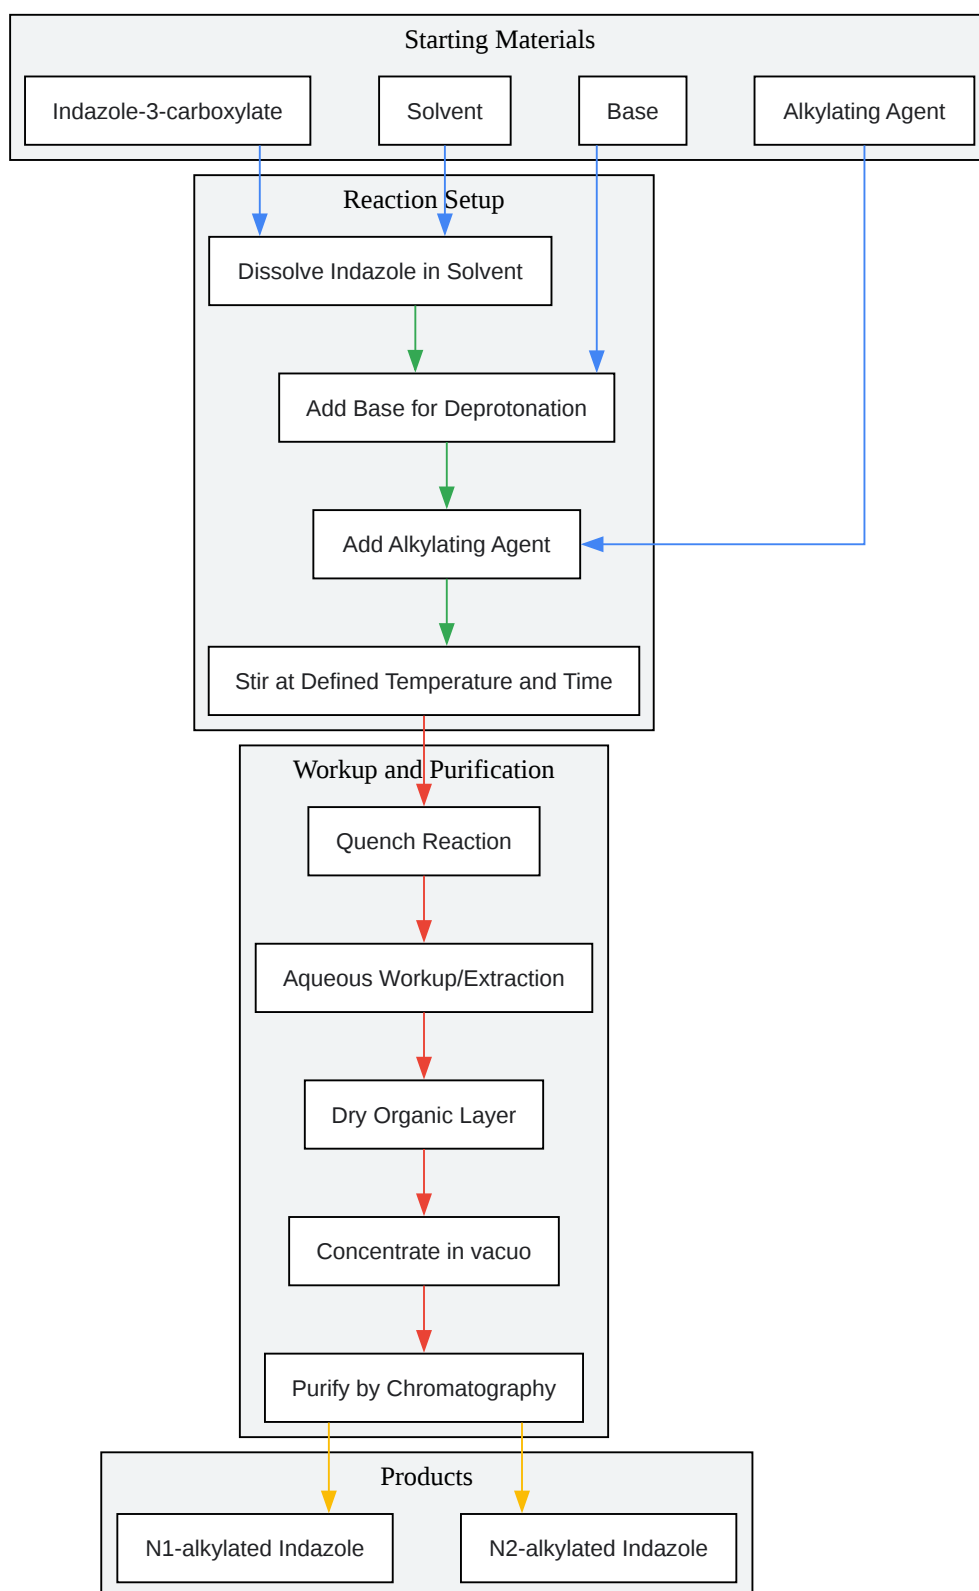 Starting Materials
Indazole-3-carboxylate
Solvent
Base
Alkylating Agent
Reaction Setup
Dissolve Indazole in Solvent
Add Base for Deprotonation
Add Alkylating Agent
Stir at Defined Temperature and Time
Workup and Purification
Quench Reaction
Aqueous Workup/Extraction
Dry Organic Layer
Concentrate in vacuo
Purify by Chromatography
Products
N1-alkylated Indazole
N2-alkylated Indazole